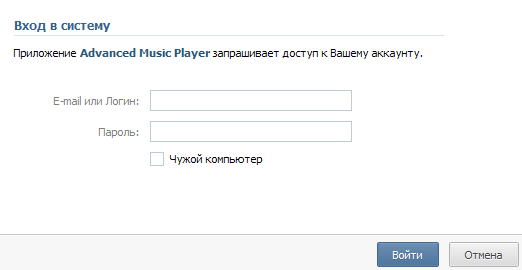 Вход в систему
Приложение Advanced Music Player запрашивает доступ к Вашему аккаунту.
E-mail или Логин:
Пароль:
Чужой компьютер
Войти Отмена